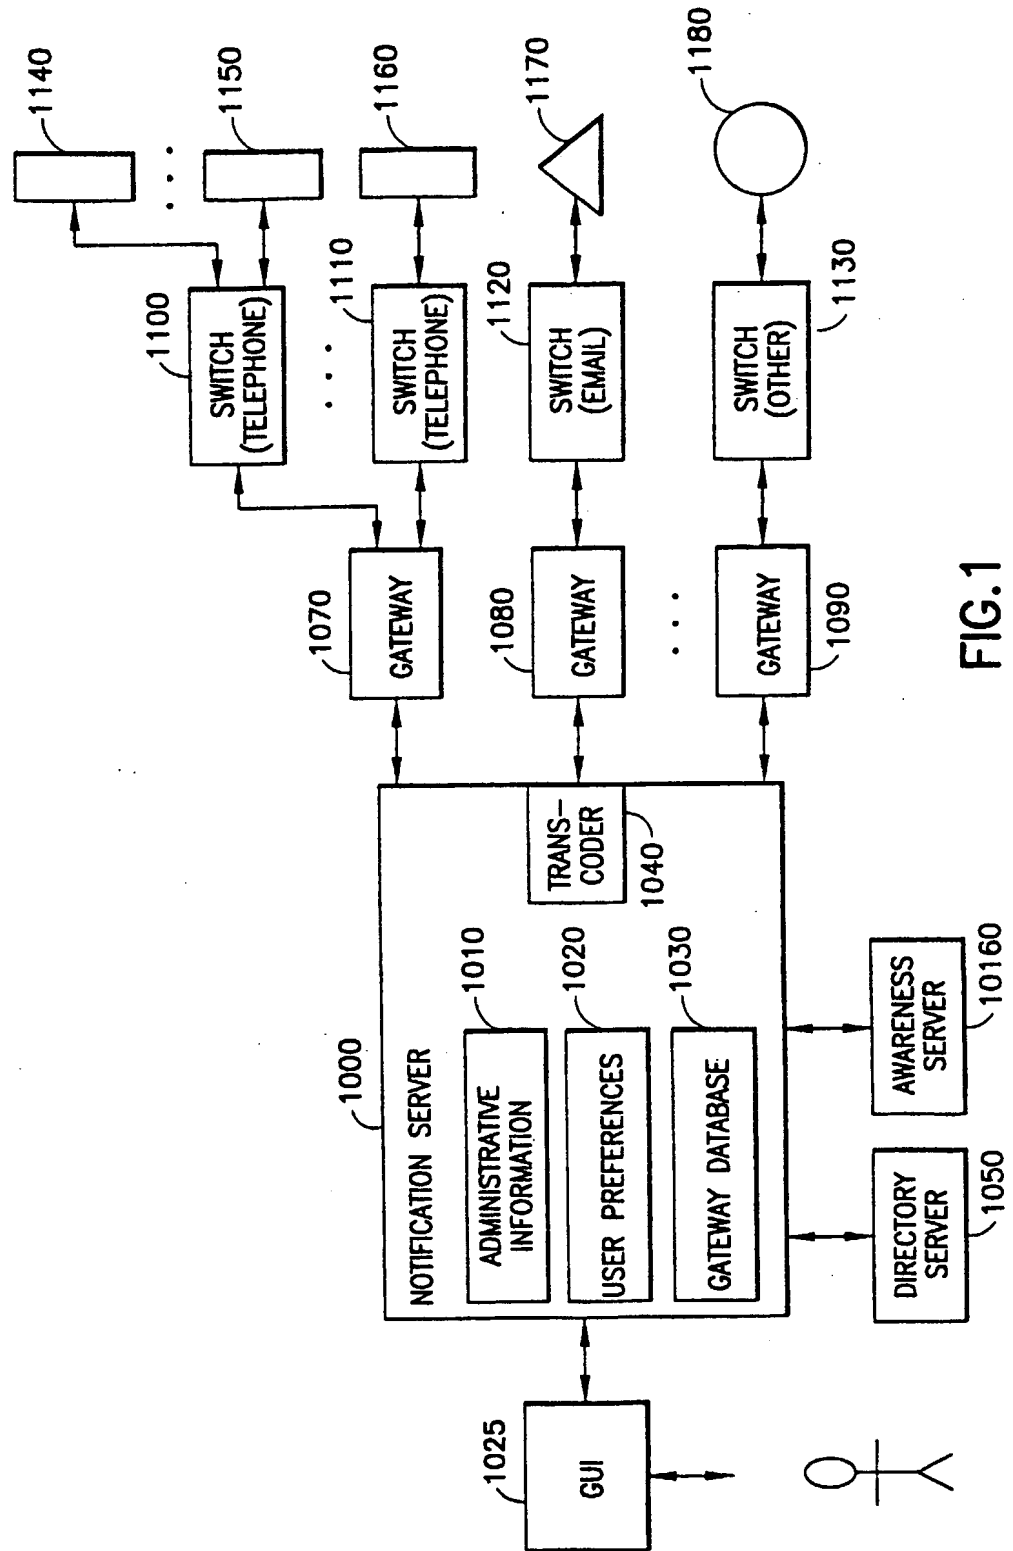 1140
1150
1160
1170
1180
1100
SWITCH
(TELEPHONE)
1110
SWITCH
(TELEPHONE)
1120
SWITCH
(EMAIL)
SWITCH
(OTHER)
1130
1070
GATEWAY
1080
GATEWAY
GATEWAY
1090
1000
NOTIFICATION SERVER
1010
ADMINISTRATIVE
INFORMATION
1020
USER PREFERENCES
1030
GATEWAY DATABASE
TRANS-
CODER
1040
1025
GUI
DIRECTORY
SERVER
1050
AWARENESS
SERVER
10160
FIG.1